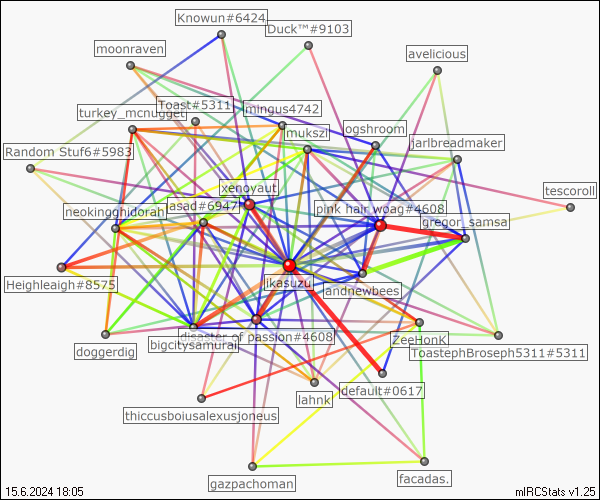 Knowun#6424
Duck™#9103
moonraven
avelicious
Toast#5311
mingus4742
turkey_mcnugget
mukszi
ogshroom
jarlbreadmaker
Random Stuf6#5983
xenoyaut
tescoroll
asad#6947
pink hair woag#4608
neokingghidorah
gregor_samsa
likasuzu
andnewbees
Heighleaigh#8575
disaster of passion#4608
bigcitysamurai
ZeeHonK
doggerdig
ToastephBroseph5311#5311
default#0617
lahnk
thiccusboiusalexusjoneus
gazpachoman
facadas.
15.6.2024 18:05
mIRCStats v1.25